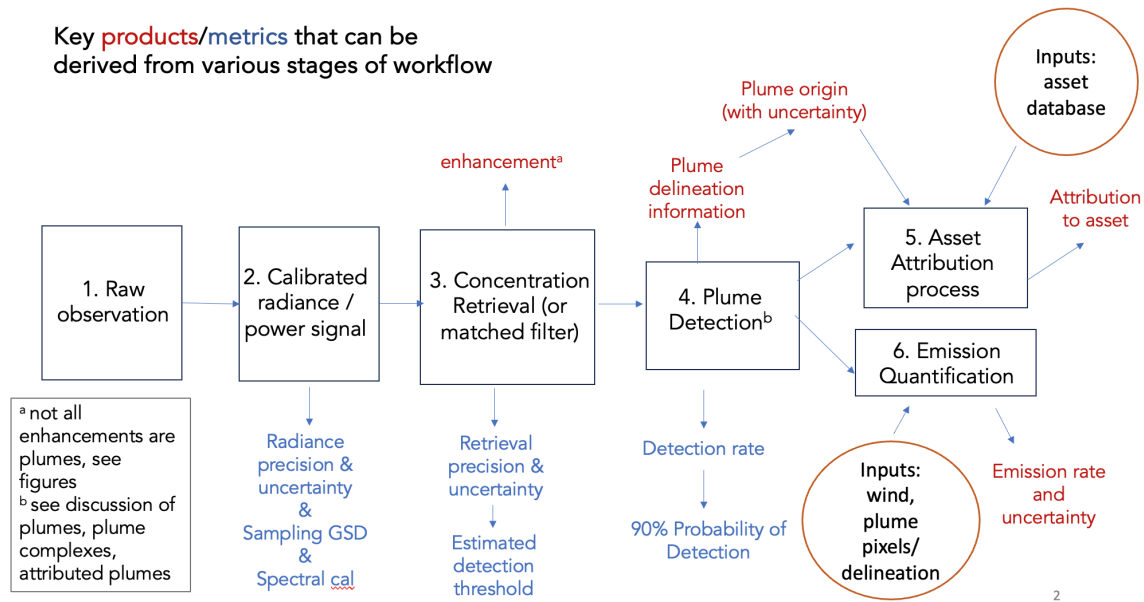 Key products/metrics that can be
derived from various stages of workflow
Inputs:
asset
database
Plume origin
(with uncertainty)
enhancementᵃ
Plume
delineation
information
Attribution
to asset
1. Raw
observation
2. Calibrated
radiance /
power signal
3. Concentration
Retrieval (or
matched filter)
4. Plume
Detectionᵇ
5. Asset
Attribution
process
6. Emission
Quantification
ᵃ not all
enhancements are
plumes, see
figures
ᵇ see discussion of
plumes, plume
complexes,
attributed plumes
Radiance
precision &
uncertainty
&
Sampling GSD
&
Spectral cal
Retrieval
precision &
uncertainty
Estimated
detection
threshold
Detection rate
90% Probability of
Detection
Inputs:
wind,
plume
pixels/
delineation
Emission rate
and
uncertainty
2